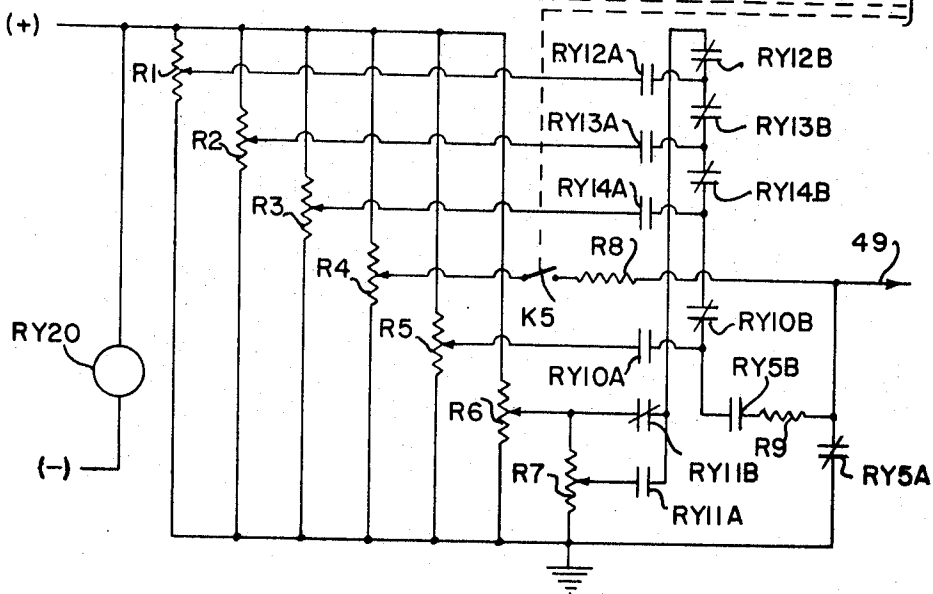 (+)
RY12A
RY12B
R1
RY13A
RY13B
R2
RY14A
RY14B
R3
R8
49
R4
K5
RY10B
RY20
R5
RY10A
RY5B
R6
R9
(-)
R7
RY11B
RY5A
RY11A